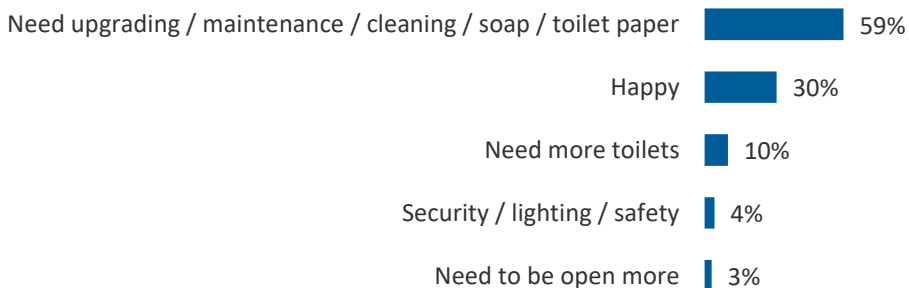 Need upgrading / maintenance / cleaning / soap / toilet paper 59%
Happy 30%
Need more toilets 10%
Security / lighting / safety 4%
Need to be open more 3%